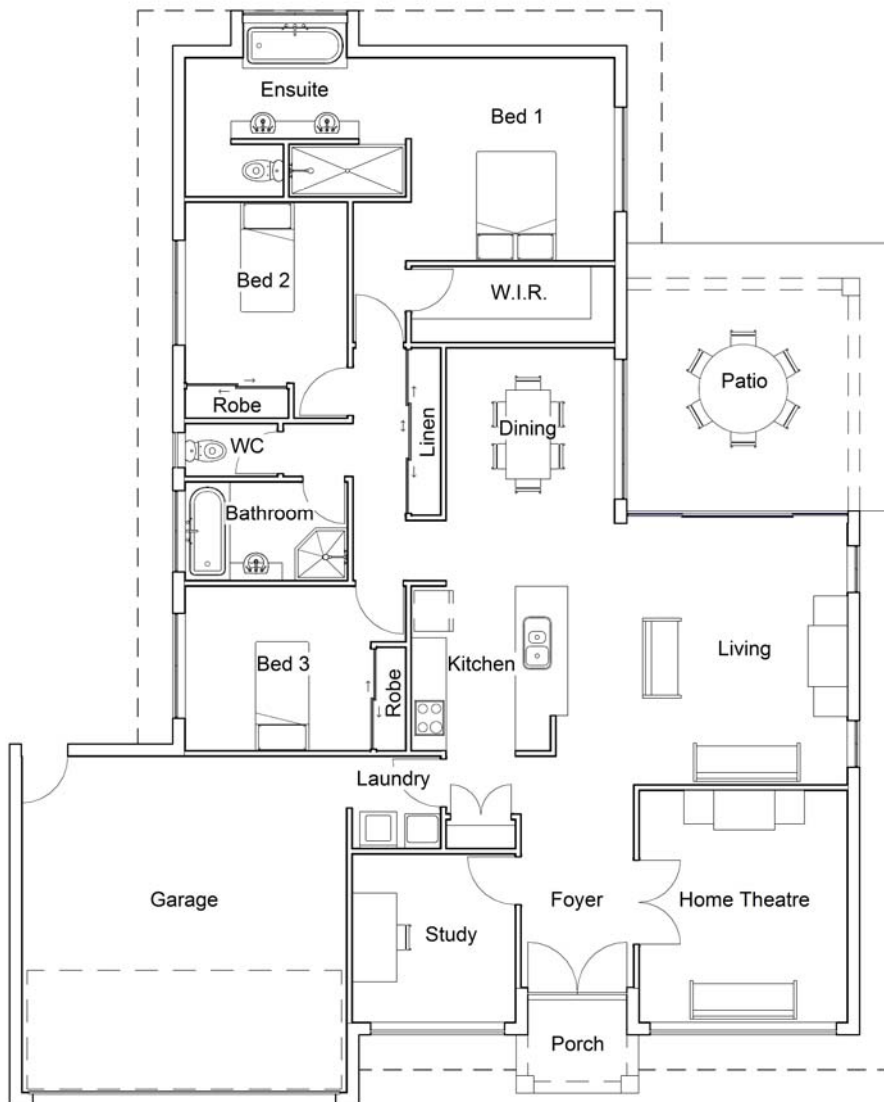 Ensuite
Bed 1
Bed 2
W.I.R.
Patio
Robe
Dining
Linen
WC
Bathroom
Bed 3
Robe
Kitchen
Living
Laundry
Garage
Study
Foyer
Home Theatre
Porch